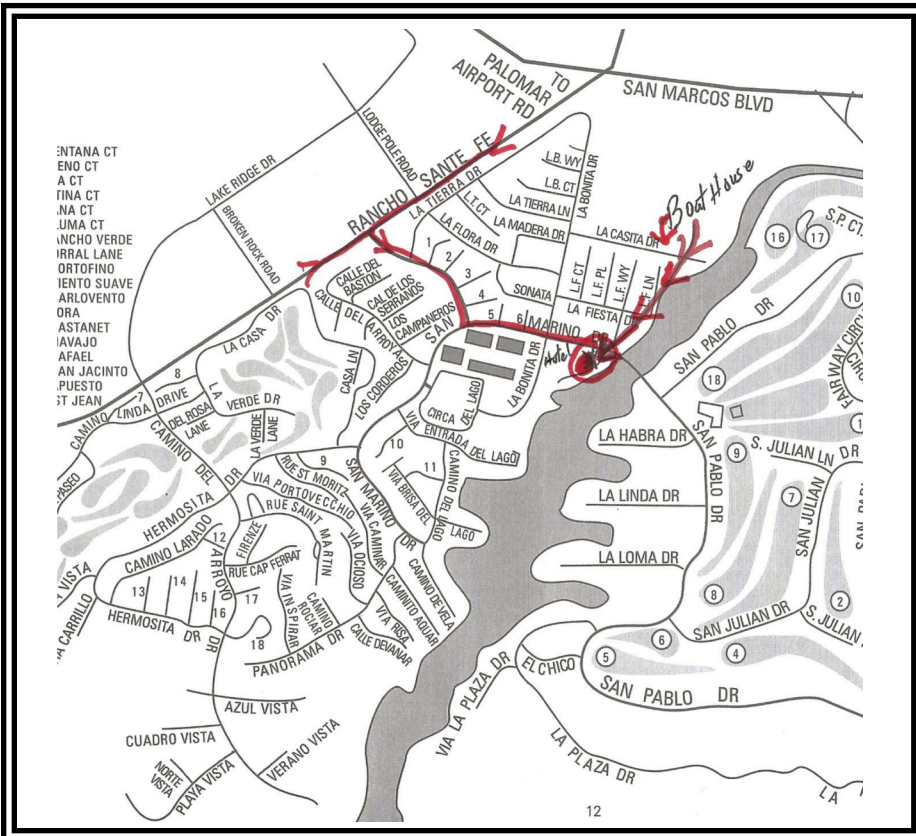 TO
PALOMAR
AIRPORT RD
SAN MARCOS BLVD
LODGE POLE ROAD
LAKE RIDGE DR
BROKEN ROCK ROAD
RANCHO SANTE FE
LA TIERRA DR
L.T.CT
L.B. WY
L.B. CT
LA TIERRA LN
LA MADERA DR
LA BONITA DR
LA FLORA DR
LA CASITA DR
Boat House
ENTANA CT
ENO CT
A CT
TINA CT
ANA CT
LUMA CT
ANCHO VERDE
ORRAL LANE
ORTOFINO
IENTO SUAVE
ARLOVENTO
ORA
ASTANET
AVAJO
AFAEL
AN JACINTO
PUESTO
ST JEAN
1
2
3
4
5
6
SONATA
L.F. CT
L.F. PL
L.F. WY
L.F LN
LA FIESTA DR
CALLE DEL BASTON
CAL DE LOS SERRANOS
CALLE DEL ARROYO
LOS CAMPANEROS
SAN MARINO DR
Hotel
LA CASA DR
CASA LN
LOS CORDEROS
CIRCA DEL LAGO
LA BONITA DR
VIA ENTRADA DEL LAGO
7
8
CAMINO LINDA DRIVE
DEL ROSA LANE
LA VERDE DR
LA VERDE LANE
CAMINO DEL ARROYO DR
PASEO
HERMOSITA DR
9
10
11
RUE ST MORITZ
SAN MARINO DR
VIA BRISA DEL LAGO
CAMINO DEL LAGO
VIA PORTOVECCHIO
RUE SAINT MARTIN
VIA OCIOSO
VIA CAMINAR
12
CAMINO LARADO
FIRENZE
RUE CAP FERRAT
VIA INSPIRAR
CAMINO ROCIAR
CAMINITO AQUAR
CAMINO DE VELA
VIA RISA
CALLE DEVANAR
VISTA
A CARRILLO
13
14
15
16
17
18
HERMOSITA DR
PANORAMA DR
AZUL VISTA
CUADRO VISTA
NORTE VISTA
PLAYA VISTA
VERANO VISTA
16
17
S.P. CT.
SAN PABLO DR
10
FAIRWAY CIRC
18
LA HABRA DR
SAN PABLO DR
9
S. JULIAN LN DR
7
SAN JULIAN
LA LINDA DR
LA LOMA DR
8
2
SAN JULIAN DR
S. JULIAN
6
5
4
EL CHICO
SAN PABLO DR
VIA LA PLAZA DR
LA PLAZA DR
LA
12